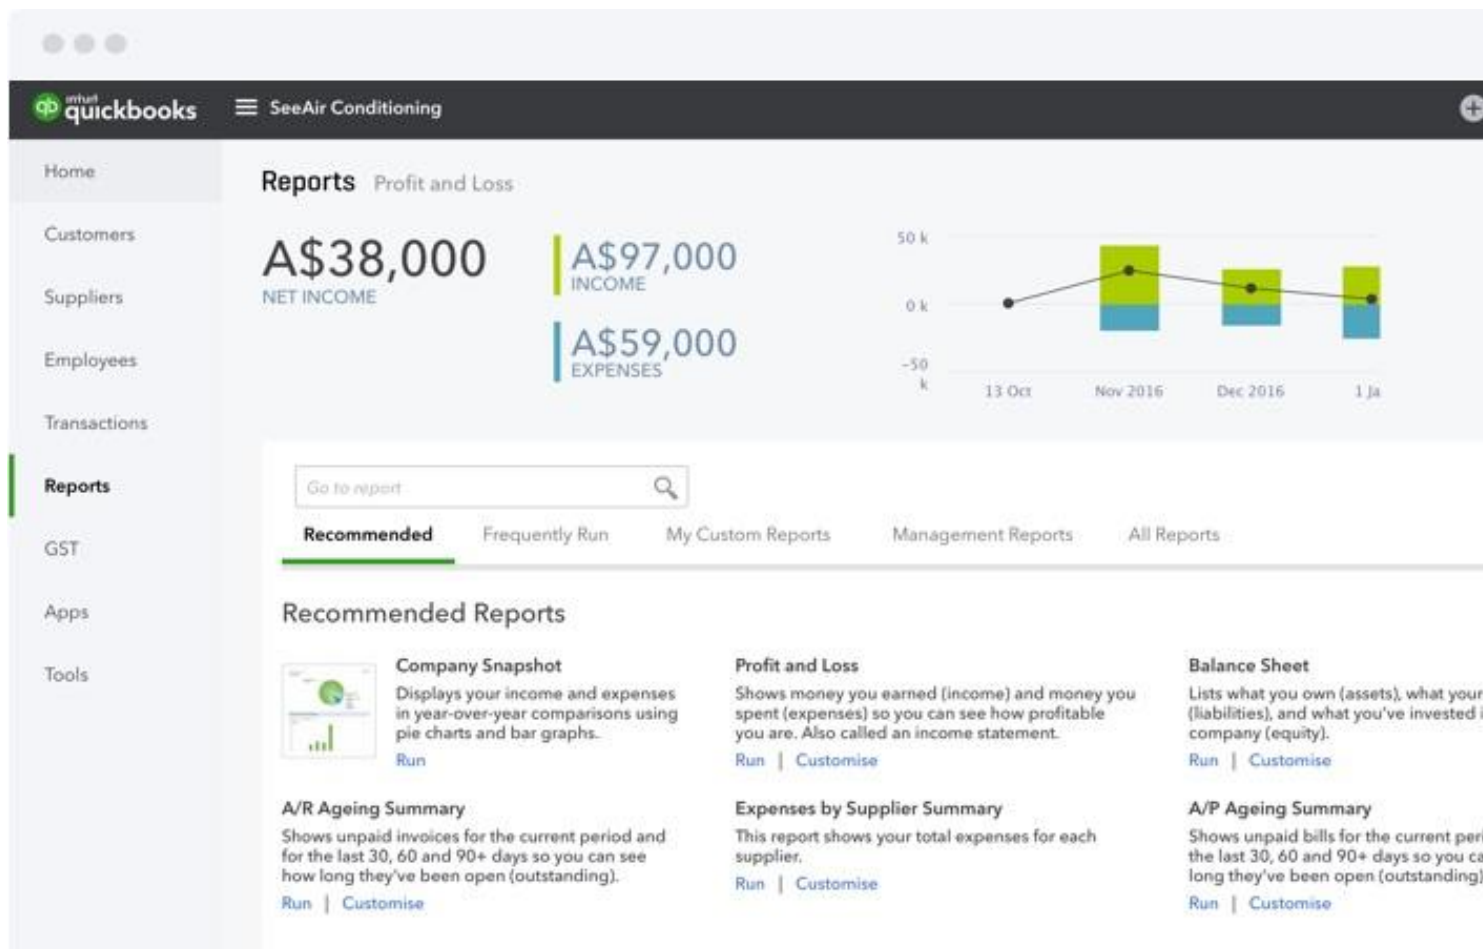 intuit
quickbooks
SeeAir Conditioning
Home
Customers
Suppliers
Employees
Transactions
Reports
GST
Apps
Tools
Reports Profit and Loss
A$38,000
NET INCOME
A$97,000
INCOME
A$59,000
EXPENSES
50 k
0 k
-50
k
13 Oct Nov 2016 Dec 2016 1 Ja
Go to report
Recommended Frequently Run My Custom Reports Management Reports All Reports
Recommended Reports
Company Snapshot
Displays your income and expenses
in year-over-year comparisons using
pie charts and bar graphs.
Run
Profit and Loss
Shows money you earned (income) and money you
spent (expenses) so you can see how profitable
you are. Also called an income statement.
Run | Customise
Balance Sheet
Lists what you own (assets), what your
(liabilities), and what you've invested i
company (equity).
Run | Customise
A/R Ageing Summary
Shows unpaid invoices for the current period and
for the last 30, 60 and 90+ days so you can see
how long they've been open (outstanding).
Run | Customise
Expenses by Supplier Summary
This report shows your total expenses for each
supplier.
Run | Customise
A/P Ageing Summary
Shows unpaid bills for the current peri
the last 30, 60 and 90+ days so you ca
long they've been open (outstanding)
Run | Customise